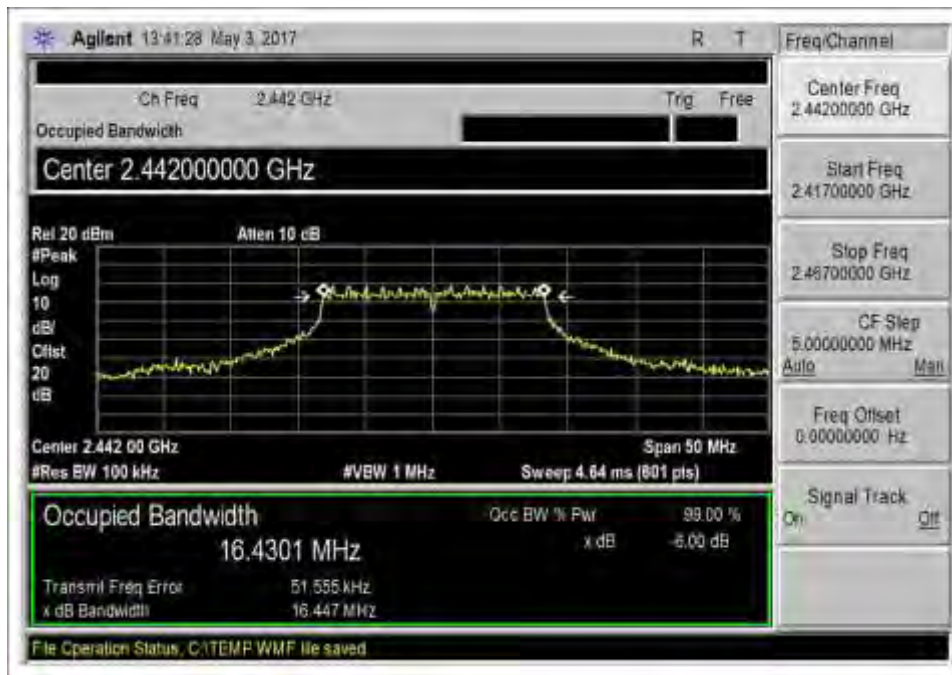 Agilent 13:41:28 May 3, 2017 R T
Freq/Channel
Ch Freq 2.442 GHz Trig Free
Occupied Bandwidth
Center 2.442000000 GHz
Center Freq
2.44200000 GHz
Start Freq
2.41700000 GHz
Stop Freq
2.46700000 GHz
CF Step
5.00000000 MHz
Auto Man
Freq Offset
0.00000000 Hz
Signal Track
On Off
Ref 20 dBm Atten 10 dB
#Peak
Log
10
dB/
Offst
20
dB
Center 2.442 00 GHz Span 50 MHz
#Res BW 100 kHz #VBW 1 MHz Sweep 4.64 ms (601 pts)
Occupied Bandwidth Occ BW % Pwr 99.00 %
16.4301 MHz x dB -6.00 dB
Transmit Freq Error 51.555 kHz
x dB Bandwidth 16.447 MHz
File Operation Status, C:\TEMP.WMF file saved